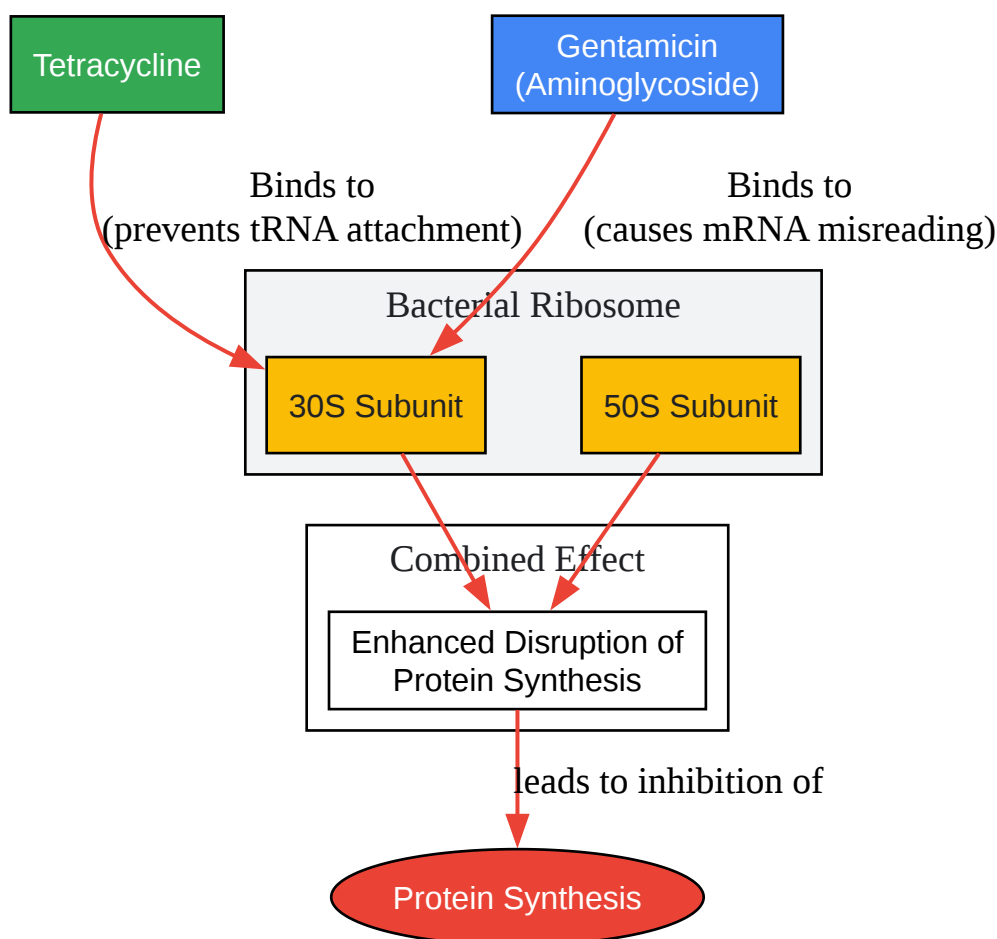 Tetracycline
Gentamicin
(Aminoglycoside)
Binds to
(prevents tRNA attachment)
Binds to
(causes mRNA misreading)
Bacterial Ribosome
30S Subunit
50S Subunit
Combined Effect
Enhanced Disruption of
Protein Synthesis
leads to inhibition of
Protein Synthesis